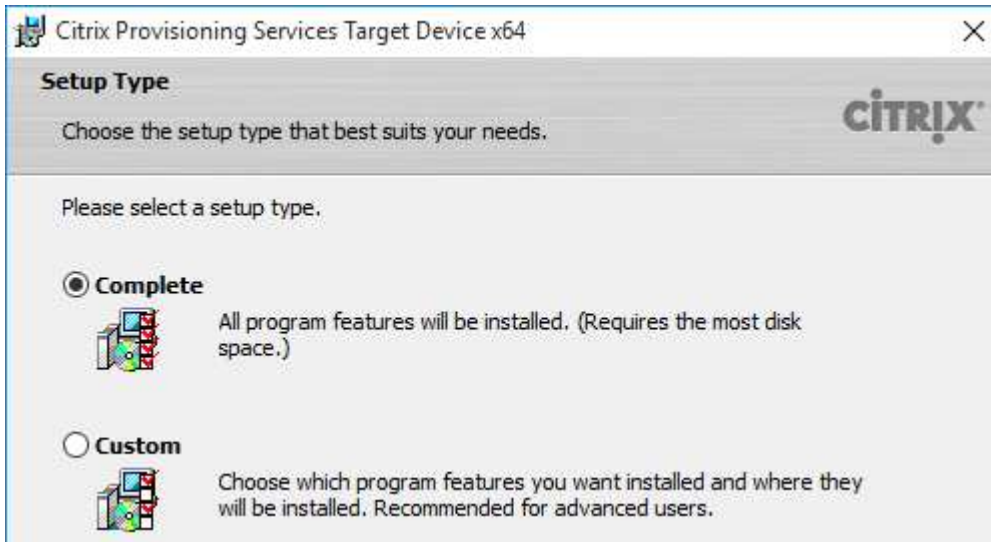 Citrix Provisioning Services Target Device x64
Setup Type
Choose the setup type that best suits your needs.
CITRIX
Please select a setup type.
Complete
All program features will be installed. (Requires the most disk
space.)
Custom
Choose which program features you want installed and where they
will be installed. Recommended for advanced users.